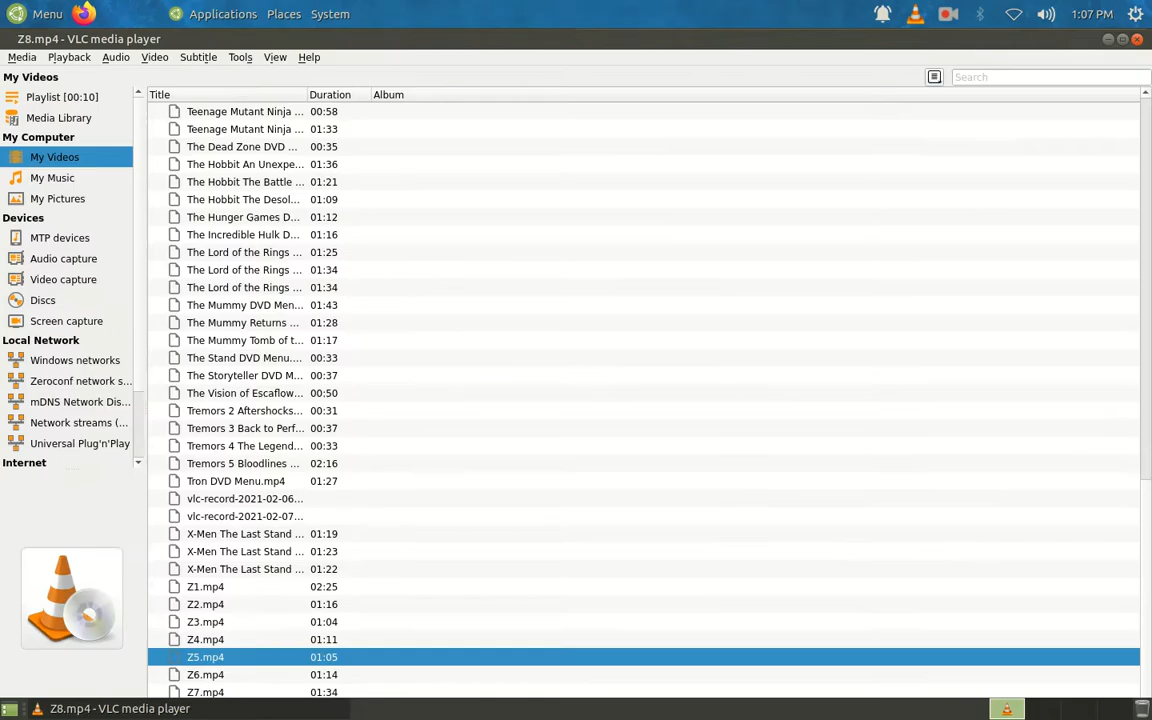 Menu Applications Places System 1:07 PM
Z8.mp4 - VLC media player
Media Playback Audio Video Subtitle Tools View Help
My Videos
Search
Playlist [00:10]
Media Library
My Computer
My Videos
My Music
My Pictures
Devices
MTP devices
Audio capture
Video capture
Discs
Screen capture
Local Network
Windows networks
Zeroconf network s...
mDNS Network Dis...
Network streams (...
Universal Plug'n'Play
Internet
Title Duration Album
Teenage Mutant Ninja ... 00:58
Teenage Mutant Ninja ... 01:33
The Dead Zone DVD ... 00:35
The Hobbit An Unexpe... 01:36
The Hobbit The Battle ... 01:21
The Hobbit The Desol... 01:09
The Hunger Games D... 01:12
The Incredible Hulk D... 01:16
The Lord of the Rings ... 01:25
The Lord of the Rings ... 01:34
The Lord of the Rings ... 01:34
The Mummy DVD Men... 01:43
The Mummy Returns ... 01:28
The Mummy Tomb of t... 01:17
The Stand DVD Menu.... 00:33
The Storyteller DVD M... 00:37
The Vision of Escaflow... 00:50
Tremors 2 Aftershocks... 00:31
Tremors 3 Back to Perf... 00:37
Tremors 4 The Legend... 00:33
Tremors 5 Bloodlines ... 02:16
Tron DVD Menu.mp4 01:27
vlc-record-2021-02-06...
vlc-record-2021-02-07...
X-Men The Last Stand ... 01:19
X-Men The Last Stand ... 01:23
X-Men The Last Stand ... 01:22
Z1.mp4 02:25
Z2.mp4 01:16
Z3.mp4 01:04
Z4.mp4 01:11
Z5.mp4 01:05
Z6.mp4 01:14
Z7.mp4 01:34
Z8.mp4 - VLC media player